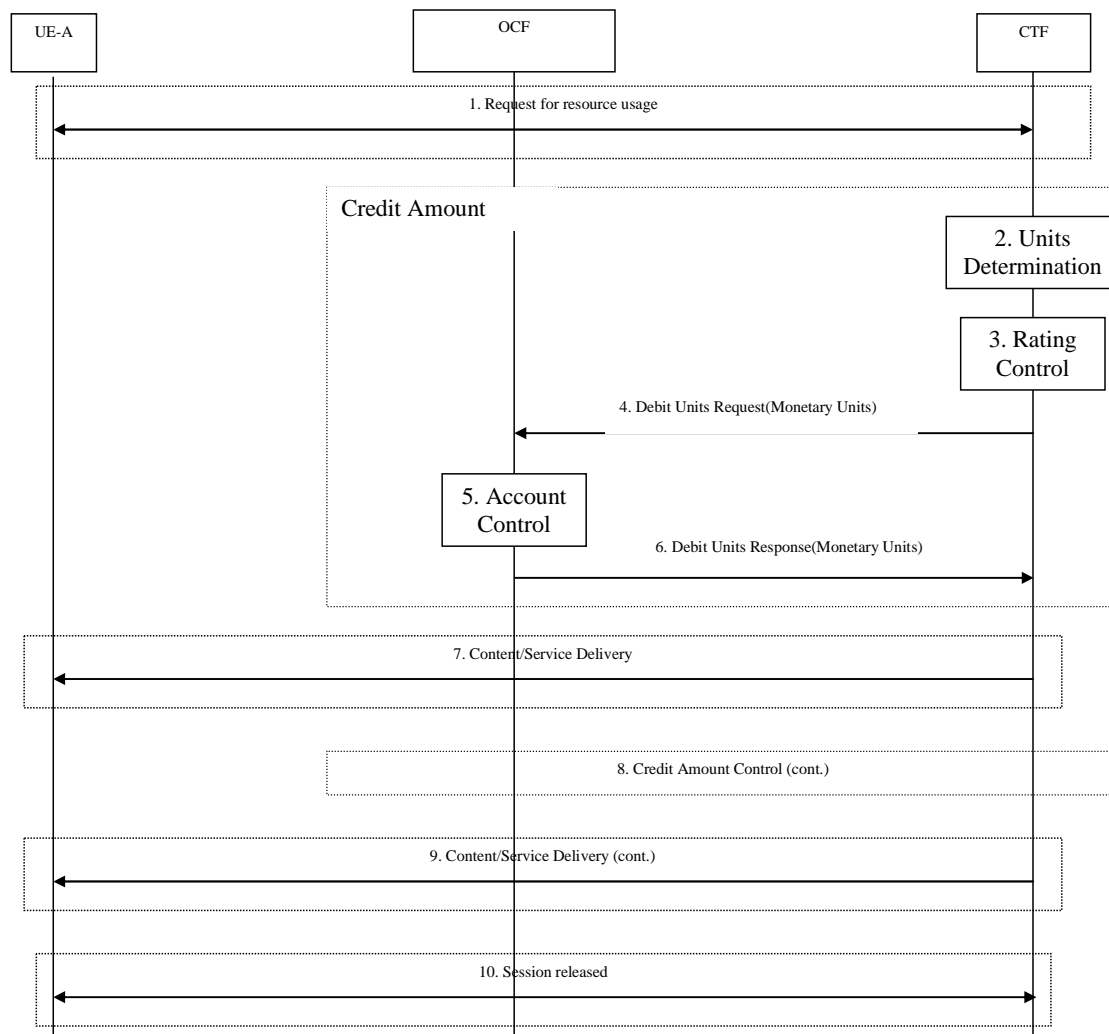 UE-A
OCF
CTF
1. Request for resource usage
Credit Amount
2. Units
Determination
3. Rating
Control
4. Debit Units Request(Monetary Units)
5. Account
Control
6. Debit Units Response(Monetary Units)
7. Content/Service Delivery
8. Credit Amount Control (cont.)
9. Content/Service Delivery (cont.)
10. Session released